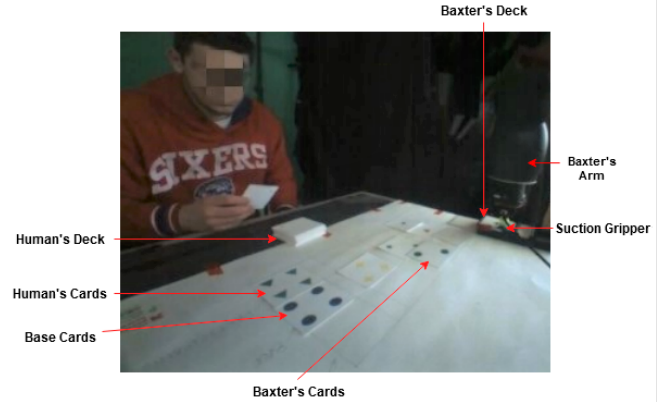 Baxter's Deck
SIXERS
Baxter's
Arm
Suction Gripper
Human's Deck
Human's Cards
Base Cards
Baxter's Cards